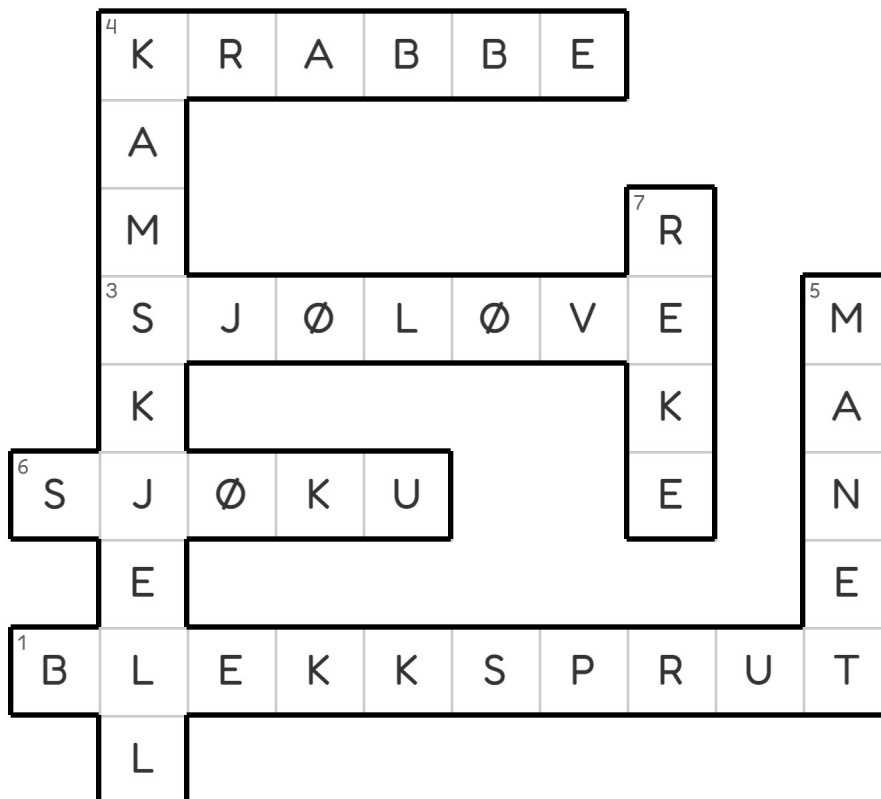 4 K R A B B E
A
M 7 R
3 S J Ø L Ø V E 5 M
K K A
6 S J Ø K U E N
E E
1 B L E K K S P R U T
L